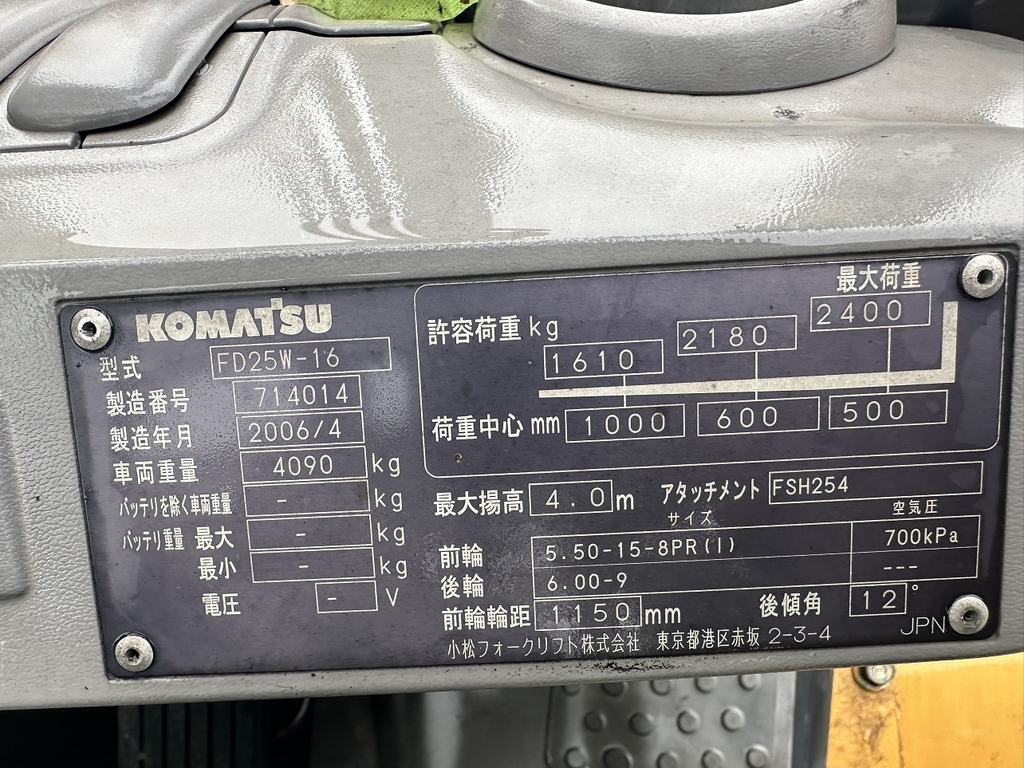 KOMATSU
型式 FD25W-16
製造番号 714014
製造年月 2006/4
車両重量 4090 kg
バッテリを除く車両重量 - kg
バッテリ重量 最大 - kg
最小 - kg
電圧 - V
最大荷重
許容荷重 kg 1610 2180 2400
荷重中心 mm 1000 600 500
最大揚高 4.0 m アタッチメント FSH254
サイズ 空気圧
前輪 5.50-15-8PR(I) 700kPa
後輪 6.00-9 ---
前輪輪距 1150 mm 後傾角 12°
小松フォークリフト株式会社 東京都港区赤坂 2-3-4 JPN